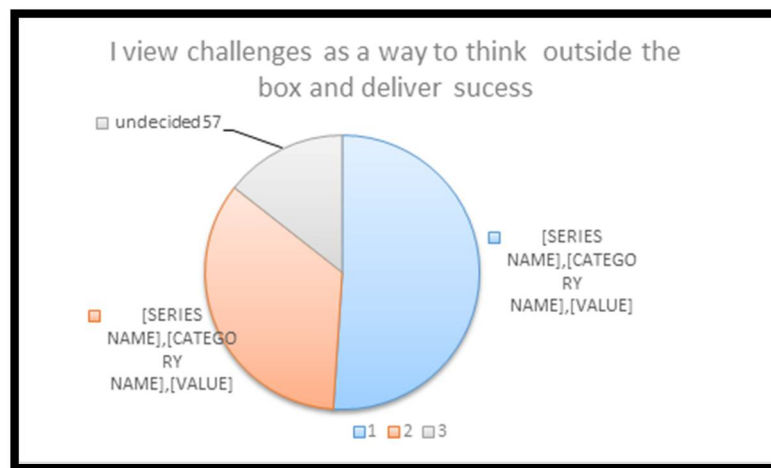 I view challenges as a way to think outside the
box and deliver sucess
undecided57
[SERIES
NAME],[CATEGO
RY
NAME],[VALUE]
[SERIES
NAME],[CATEGO
RY
NAME],[VALUE]
1 2 3